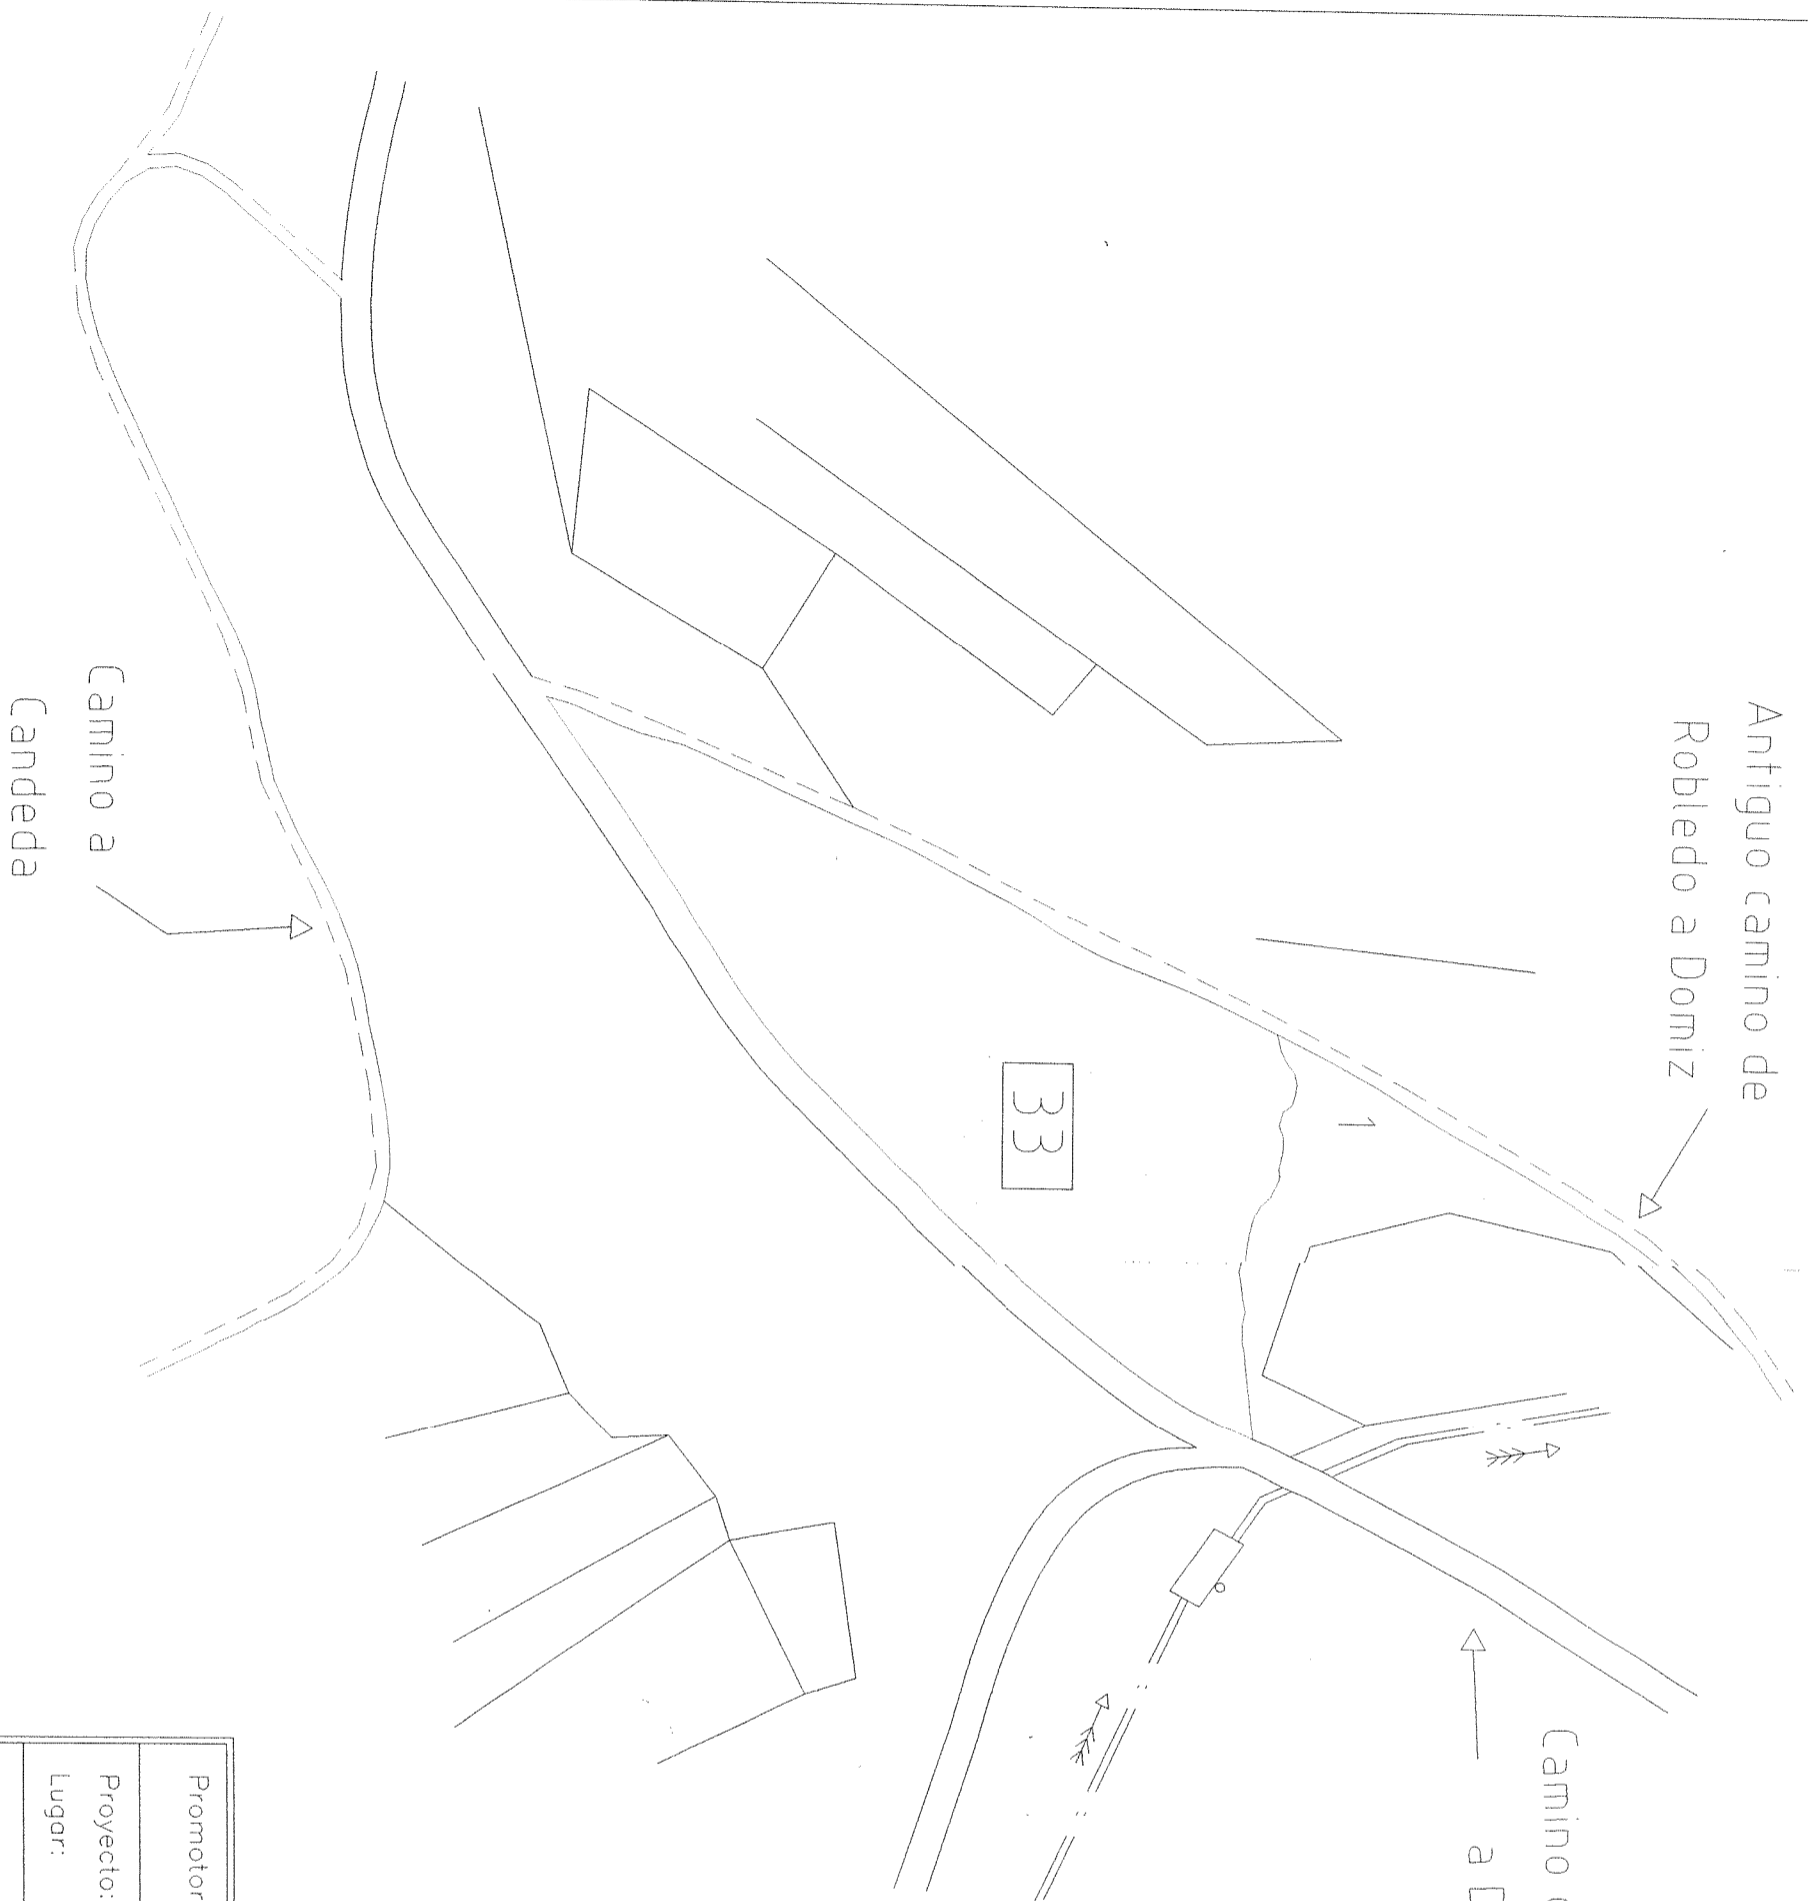 Antiguo camino de
Robledo a Domiz
1
33
Camino a
Candeda
Camino
a
Promotor
Proyecto:
Lugar: